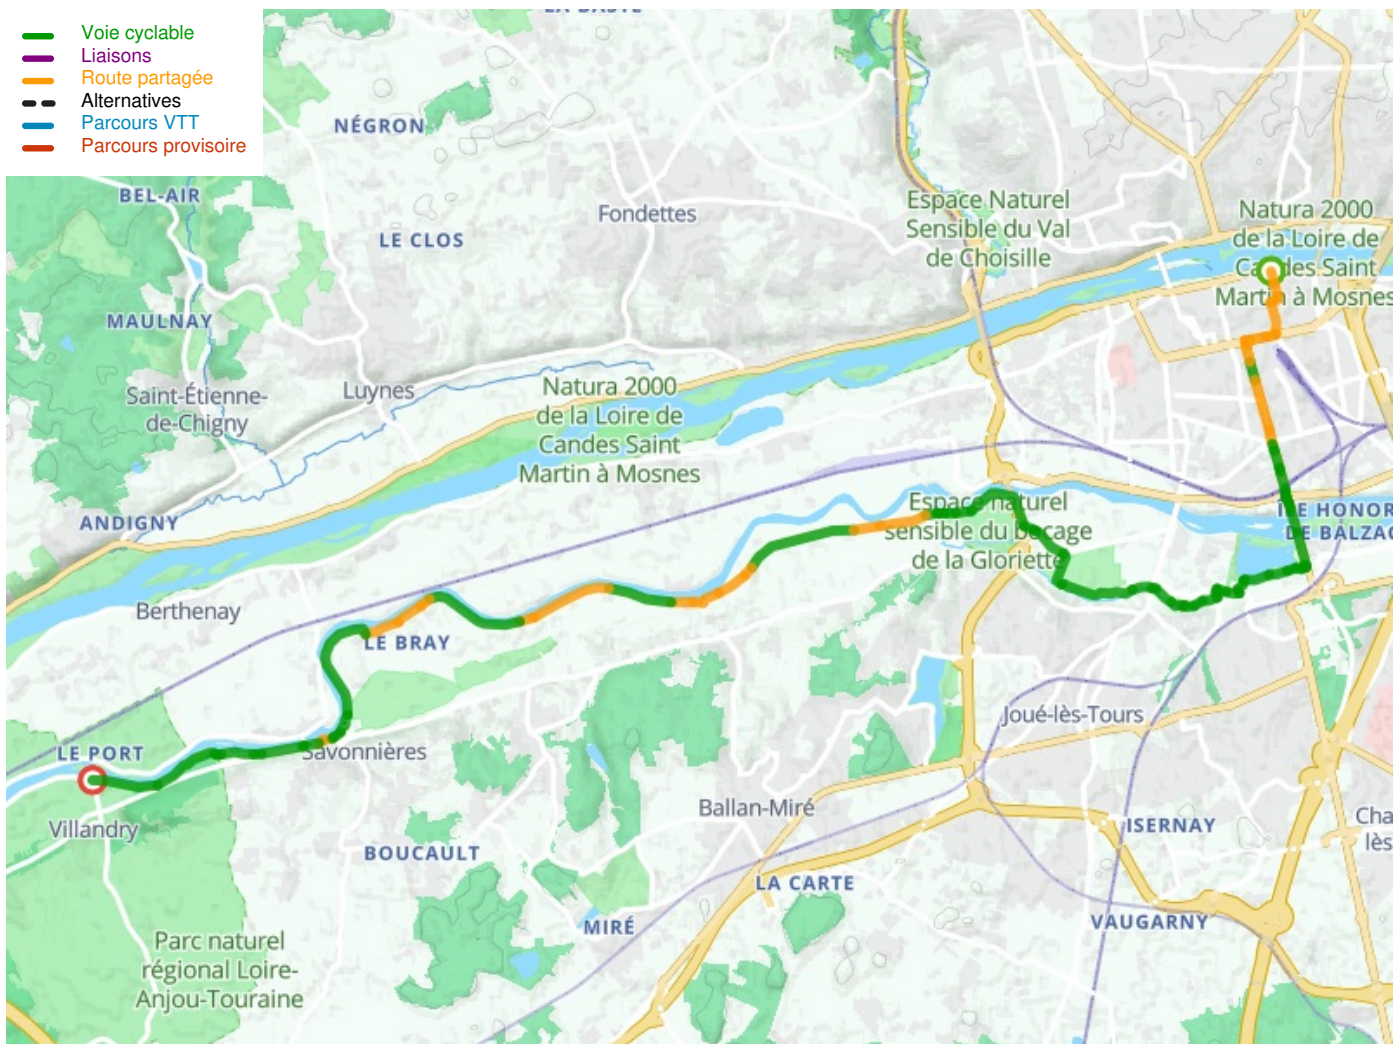 LA BASTE
Voie cyclable
Liaisons
Route partagée
Alternatives
Parcours VTT
Parcours provisoire
NÉGRON
BEL-AIR
Fondettes
LE CLOS
Espace Naturel
Sensible du Val
de Choisille
Natura 2000
de la Loire de
Candes Saint
Martin à Mosnes
MAULNAY
Saint-Étienne-
de-Chigny
Luynes
Natura 2000
de la Loire de
Candes Saint
Martin à Mosnes
ANDIGNY
Espace naturel
sensible du bocage
de la Gloriette
ÎLE HONOR
DE BALZAC
Berthenay
LE BRAY
LE PORT
Savonnières
Joué-lès-Tours
Villandry
Ballan-Miré
ISERNAY
Cha
lès
BOUCAULT
LA CARTE
MIRÉ
VAUGARNY
Parc naturel
régional Loire-
Anjou-Touraine